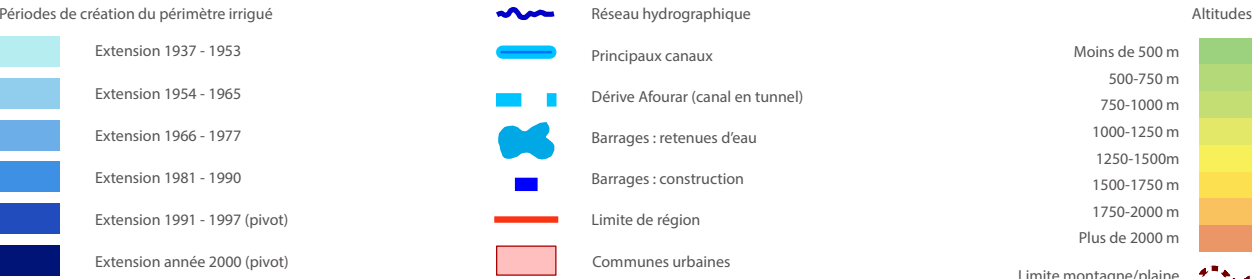 Périodes de création du périmètre irrigué
Extension 1937 - 1953
Extension 1954 - 1965
Extension 1966 - 1977
Extension 1981 - 1990
Extension 1991 - 1997 (pivot)
Extension année 2000 (pivot)
Réseau hydrographique
Principaux canaux
Dérive Afourar (canal en tunnel)
Barrages : retenues d'eau
Barrages : construction
Limite de région
Communes urbaines
Altitudes
Moins de 500 m
500-750 m
750-1000 m
1000-1250 m
1250-1500m
1500-1750 m
1750-2000 m
Plus de 2000 m
Limite montagne/plaine